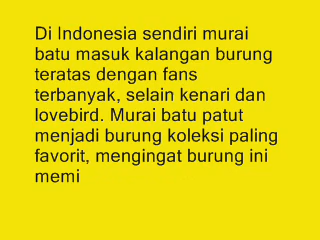 Di Indonesia sendiri murai
batu masuk kalangan burung
teratas dengan fans
terbanyak, selain kenari dan
lovebird. Murai batu patut
menjadi burung koleksi paling
favorit, mengingat burung ini
memi